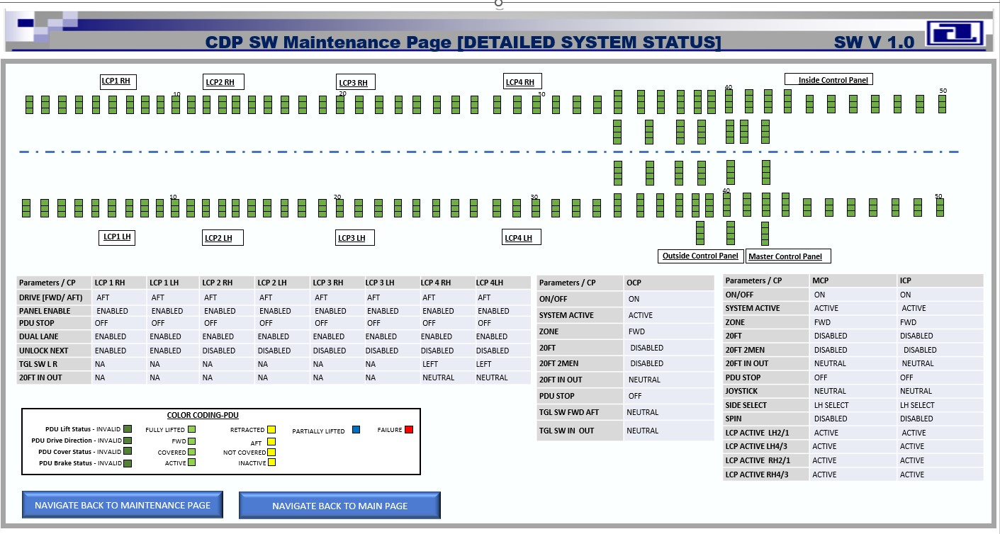 CDP SW Maintenance Page [DETAILED SYSTEM STATUS] SW V 1.0
LCP1 RH LCP2 RH LCP3 RH LCP4 RH Inside Control Panel
10 20 30 40 50
10 20 30 40 50
LCP1 LH LCP2 LH LCP3 LH LCP4 LH
Outside Control Panel Master Control Panel
Parameters / CP LCP 1 RH LCP 1 LH LCP 2 RH LCP 2 LH LCP 3 RH LCP 3 LH LCP 4 RH LCP 4LH
DRIVE [FWD/ AFT) AFT AFT AFT AFT AFT AFT AFT AFT
PANEL ENABLE ENABLED ENABLED ENABLED ENABLED ENABLED ENABLED ENABLED ENABLED
PDU STOP OFF OFF OFF OFF OFF OFF OFF OFF
DUAL LANE ENABLED ENABLED ENABLED ENABLED ENABLED ENABLED ENABLED ENABLED
UNLOCK NEXT ENABLED ENABLED DISABLED DISABLED DISABLED DISABLED DISABLED DISABLED
TGL SW L R NA NA NA NA NA NA LEFT LEFT
20FT IN OUT NA NA NA NA NA NA NEUTRAL NEUTRAL
Parameters / CP OCP
ON/OFF ON
SYSTEM ACTIVE ACTIVE
ZONE FWD
20FT DISABLED
20FT 2MEN DISABLED
20FT IN OUT NEUTRAL
PDU STOP OFF
TGL SW FWD AFT NEUTRAL
TGL SW IN OUT NEUTRAL
Parameters / CP MCP ICP
ON/OFF ON ON
SYSTEM ACTIVE ACTIVE ACTIVE
ZONE FWD FWD
20FT DISABLED DISABLED
20FT 2MEN DISABLED DISABLED
20FT IN OUT NEUTRAL NEUTRAL
PDU STOP OFF OFF
JOYSTICK NEUTRAL NEUTRAL
SIDE SELECT LH SELECT LH SELECT
SPIN DISABLED DISABLED
LCP ACTIVE LH2/1 ACTIVE ACTIVE
LCP ACTIVE LH4/3 ACTIVE ACTIVE
LCP ACTIVE RH2/1 ACTIVE ACTIVE
LCP ACTIVE RH4/3 ACTIVE ACTIVE
COLOR CODING-PDU
PDU Lift Status - INVALID FULLY LIFTED RETRACTED PARTIALLY LIFTED FAILURE
PDU Drive Direction - INVALID FWD AFT
PDU Cover Status - INVALID COVERED NOT COVERED
PDU Brake Status - INVALID ACTIVE INACTIVE
NAVIGATE BACK TO MAINTENANCE PAGE NAVIGATE BACK TO MAIN PAGE